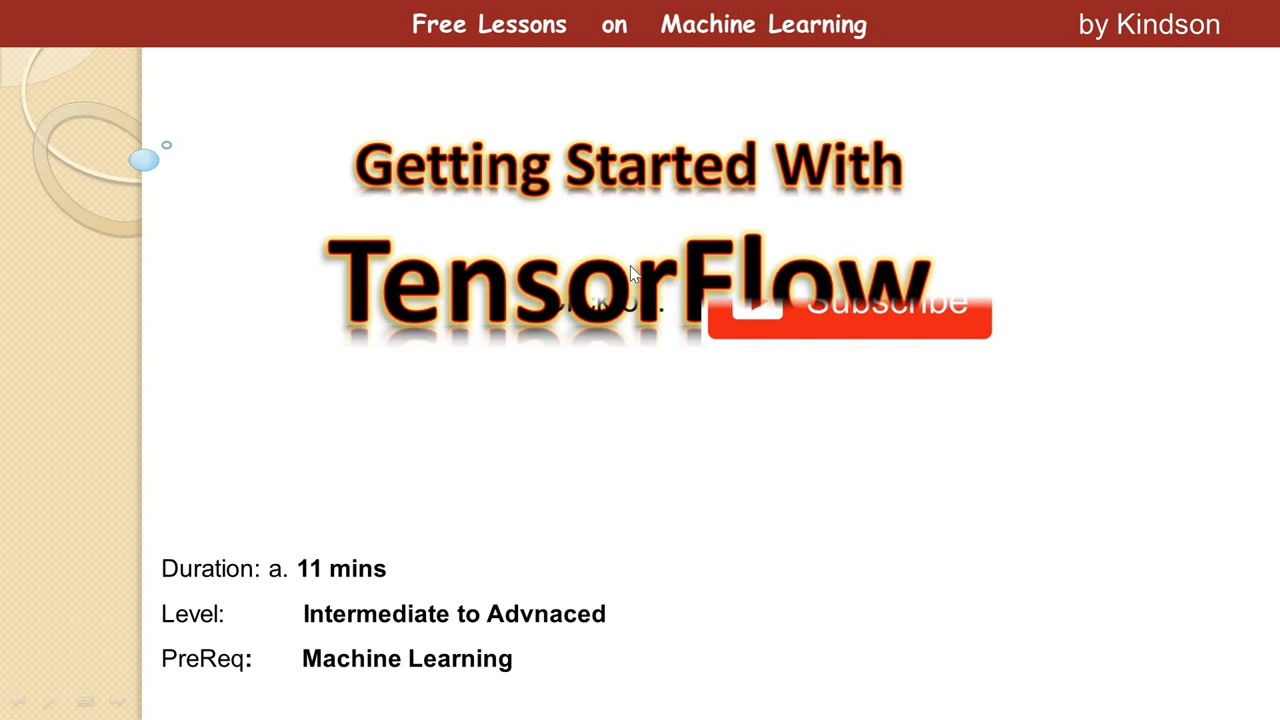 Free Lessons on Machine Learning by Kindson
Getting Started With
TensorFlow
Subscribe
Duration: a. 11 mins
Level: Intermediate to Advnaced
PreReq: Machine Learning